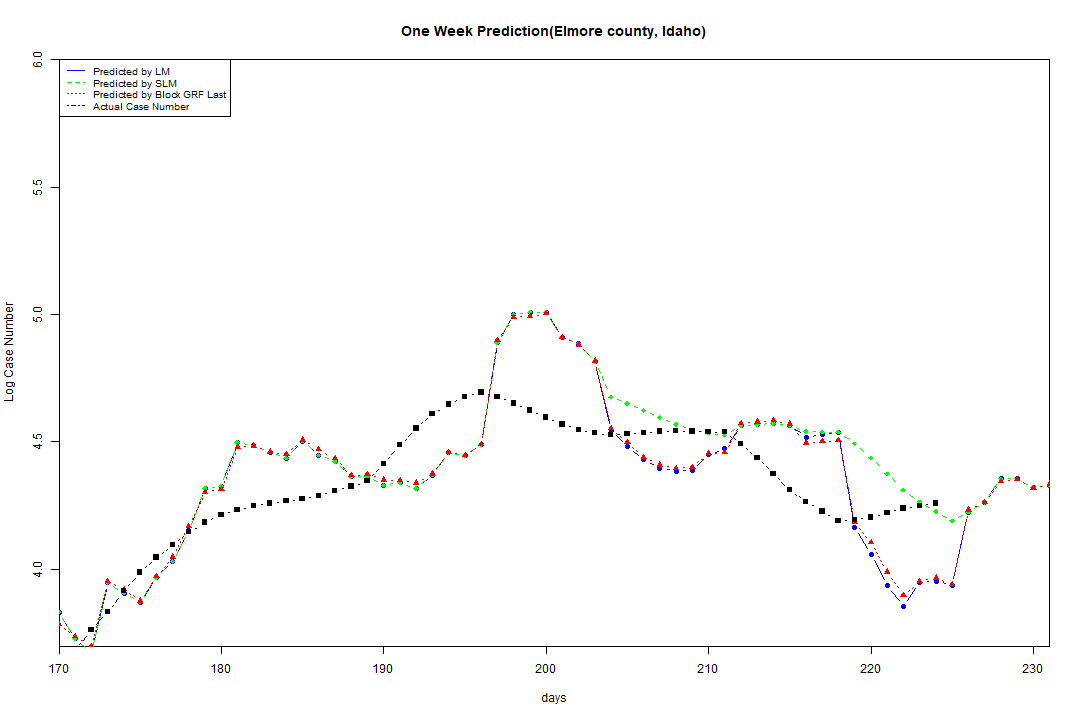 One Week Prediction(Elmore county, Idaho)
Predicted by LM
Predicted by SLM
Predicted by Block GRF Last
Actual Case Number
6.0
5.5
5.0
4.5
4.0
Log Case Number
170 180 190 200 210 220 230
days